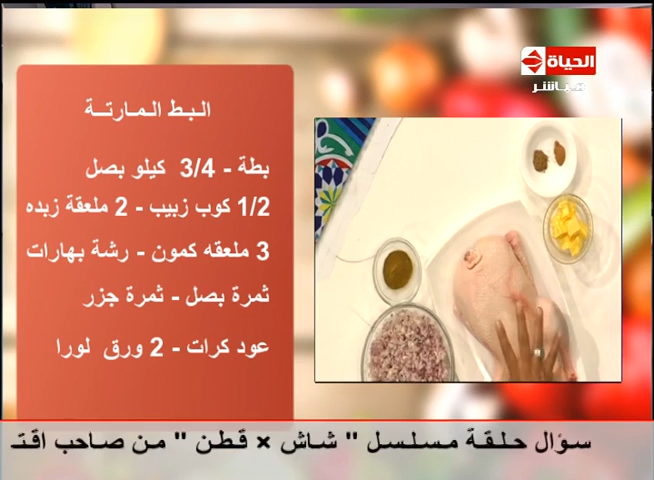 الحياة
مباشر
البط المارتة
بطة - 3/4 كيلو بصل
1/2 كوب زبيب - 2 ملعقة زبده
3 ملعقه كمون - رشة بهارات
ثمرة بصل - ثمرة جزر
عود كرات - 2 ورق لورا
سؤال حلقة مسلسل " شاش × قطن " من صاحب اقتـ